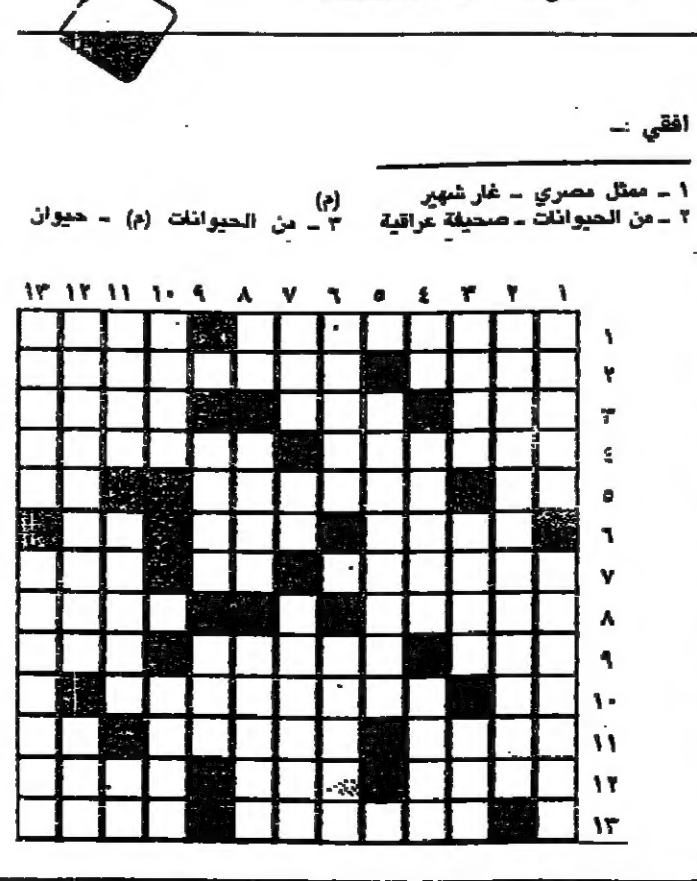 افقي :ـ
١ ـ ممثل مصري ـ غار شهير (م)
٢ ـ من الحيوانات ـ صحيفة عراقية
٣ ـ من الحيوانات (م) ـ حيوان
١٣ ١٢ ١١ ١٠ ٩ ٨ ٧ ٦ ٥ ٤ ٣ ٢ ١
١
٢
٣
٤
٥
٦
٧
٨
٩
١٠
١١
١٢
١٣